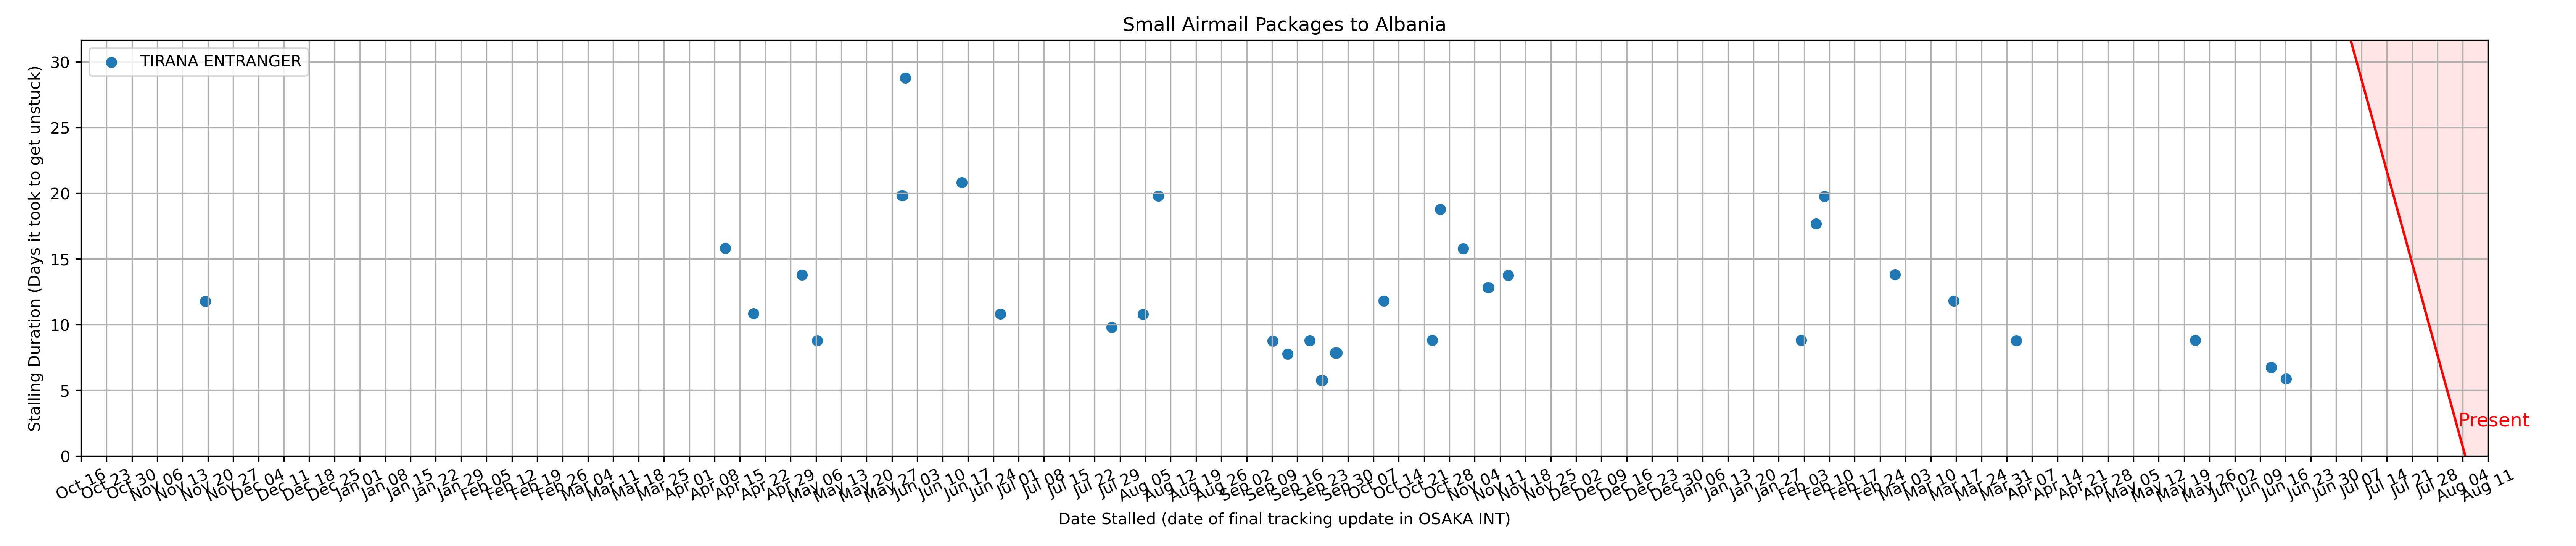 Small Airmail Packages to Albania
TIRANA ENTRANGER
Stalling Duration (Days it took to get unstuck)
30
25
20
15
10
5
0
Present
Oct 16
Oct 23
Oct 30
Nov 06
Nov 13
Nov 20
Nov 27
Dec 04
Dec 11
Dec 18
Dec 25
Jan 01
Jan 08
Jan 15
Jan 22
Jan 29
Feb 05
Feb 12
Feb 19
Feb 26
Mar 04
Mar 11
Mar 18
Mar 25
Apr 01
Apr 08
Apr 15
Apr 22
Apr 29
May 06
May 13
May 20
May 27
Jun 03
Jun 10
Jun 17
Jun 24
Jul 01
Jul 08
Jul 15
Jul 22
Jul 29
Aug 05
Aug 12
Aug 19
Aug 26
Sep 02
Sep 09
Sep 16
Sep 23
Sep 30
Oct 07
Oct 14
Oct 21
Oct 28
Nov 04
Nov 11
Nov 18
Nov 25
Dec 02
Dec 09
Dec 16
Dec 23
Dec 30
Jan 06
Jan 13
Jan 20
Jan 27
Feb 03
Feb 10
Feb 17
Feb 24
Mar 03
Mar 10
Mar 17
Mar 24
Mar 31
Apr 07
Apr 14
Apr 21
Apr 28
May 05
May 12
May 19
May 26
Jun 02
Jun 09
Jun 16
Jun 23
Jun 30
Jul 07
Jul 14
Jul 21
Jul 28
Aug 04
Aug 11
Date Stalled (date of final tracking update in OSAKA INT)